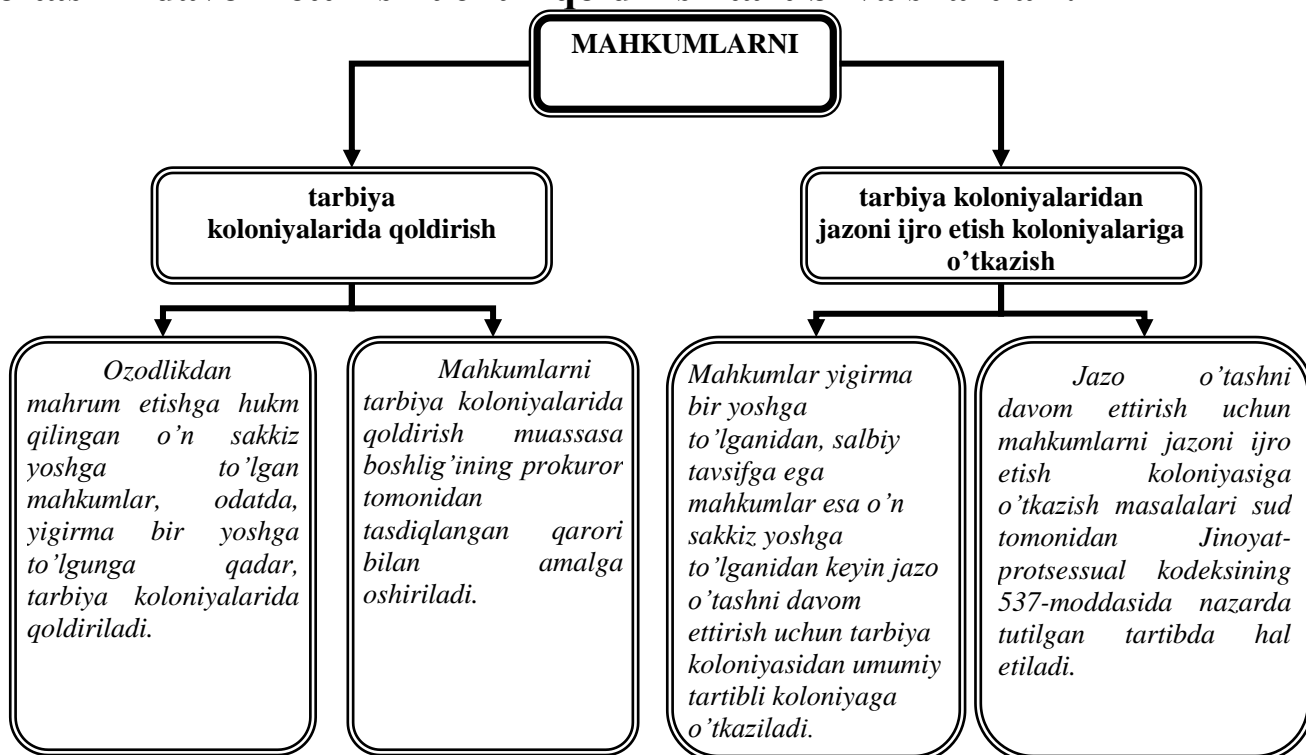 MAHKUMLARNI
tarbiya
koloniyalarida qoldirish
tarbiya koloniyalaridan
jazoni ijro etish koloniyalariga
o’tkazish
Ozodlikdan
mahrum etishga hukm
qilingan o’n sakkiz
yoshga to’lgan
mahkumlar, odatda,
yigirma bir yoshga
to’lgunga qadar,
tarbiya koloniyalarida
qoldiriladi.
Mahkumlarni
tarbiya koloniyalarida
qoldirish muassasa
boshlig’ining prokuror
tomonidan
tasdiqlangan qarori
bilan amalga
oshiriladi.
Mahkumlar yigirma
bir yoshga
to’lganidan, salbiy
tavsifga ega
mahkumlar esa o’n
sakkiz yoshga
to’lganidan keyin jazo
o’tashni davom
ettirish uchun tarbiya
koloniyasidan umumiy
tartibli koloniyaga
o’tkaziladi.
Jazo o’tashni
davom ettirish uchun
mahkumlarni jazoni ijro
etish koloniyasiga
o’tkazish masalalari sud
tomonidan Jinoyat-
protsessual kodeksining
537-moddasida nazarda
tutilgan tartibda hal
etiladi.